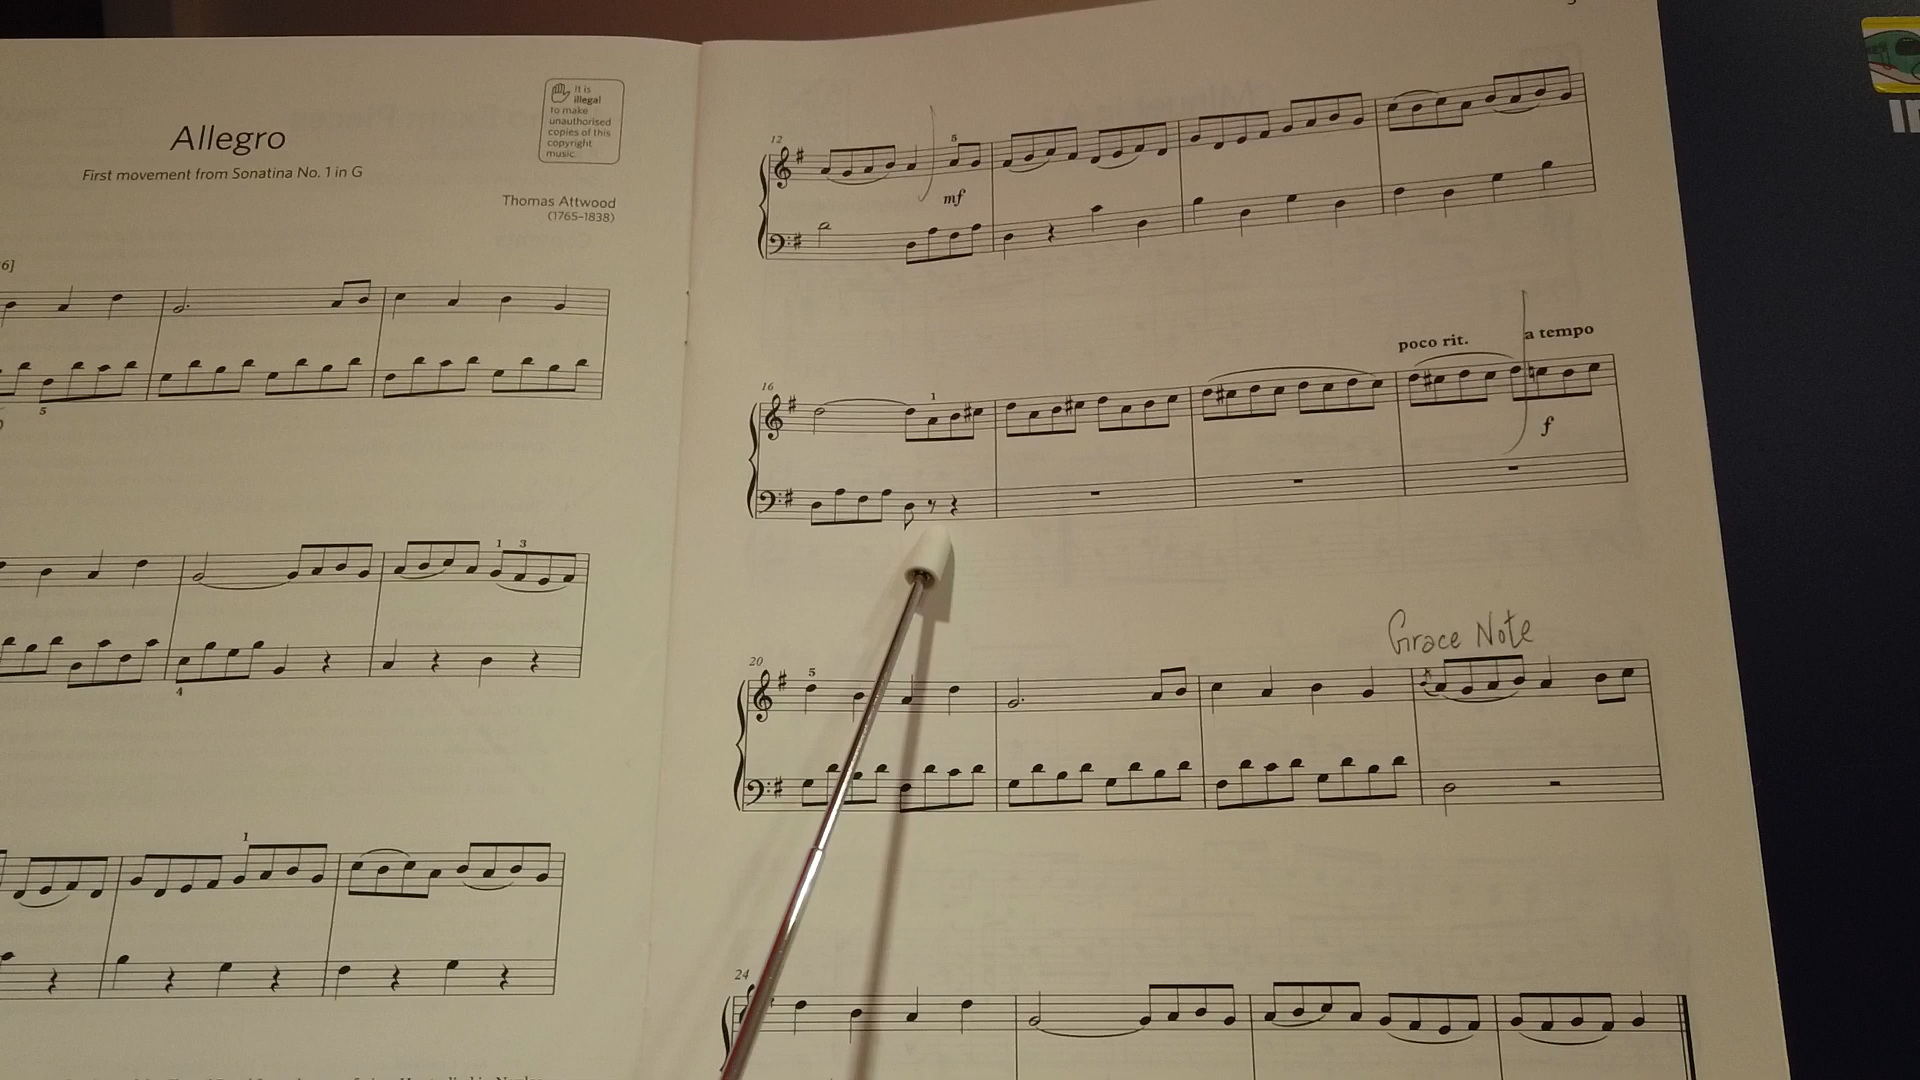 Allegro
First movement from Sonatina No. 1 in G
It is
illegal
to make
unauthorised
copies of this
copyright
music.
Thomas Attwood
(1765–1838)
6]
5
4
1 3
1
12
5
mf
poco rit.
a tempo
16
1
f
Grace Note
20
5
24